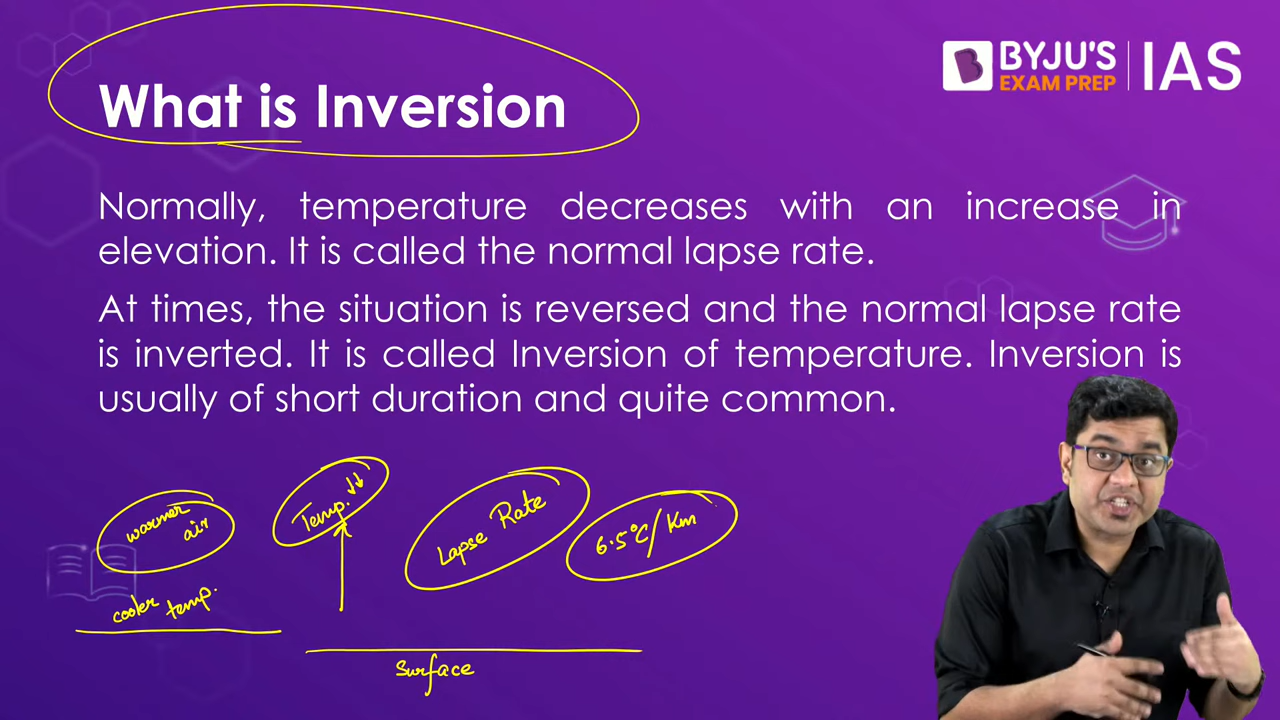 BYJU'S
EXAM PREP
IAS
What is Inversion
Normally, temperature decreases with an increase in
elevation. It is called the normal lapse rate.
At times, the situation is reversed and the normal lapse rate
is inverted. It is called Inversion of temperature. Inversion is
usually of short duration and quite common.
warmer
air
cooler temp.
Temp. ↓↓
Lapse Rate
6.5°C/Km
Surface